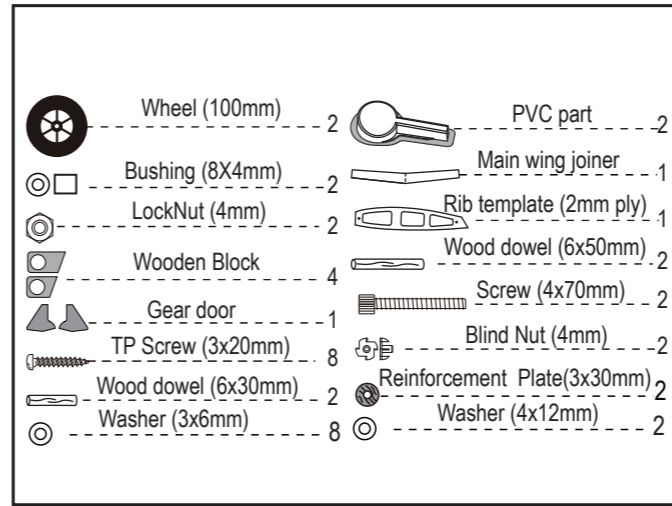 Wheel (100mm) 2
Bushing (8X4mm) 2
LockNut (4mm) 2
Wooden Block 4
Gear door 1
TP Screw (3x20mm) 8
Wood dowel (6x30mm) 2
Washer (3x6mm) 8
PVC part 2
Main wing joiner 1
Rib template (2mm ply) 1
Wood dowel (6x50mm) 2
Screw (4x70mm) 2
Blind Nut (4mm) 2
Reinforcement Plate(3x30mm) 2
Washer (4x12mm) 2